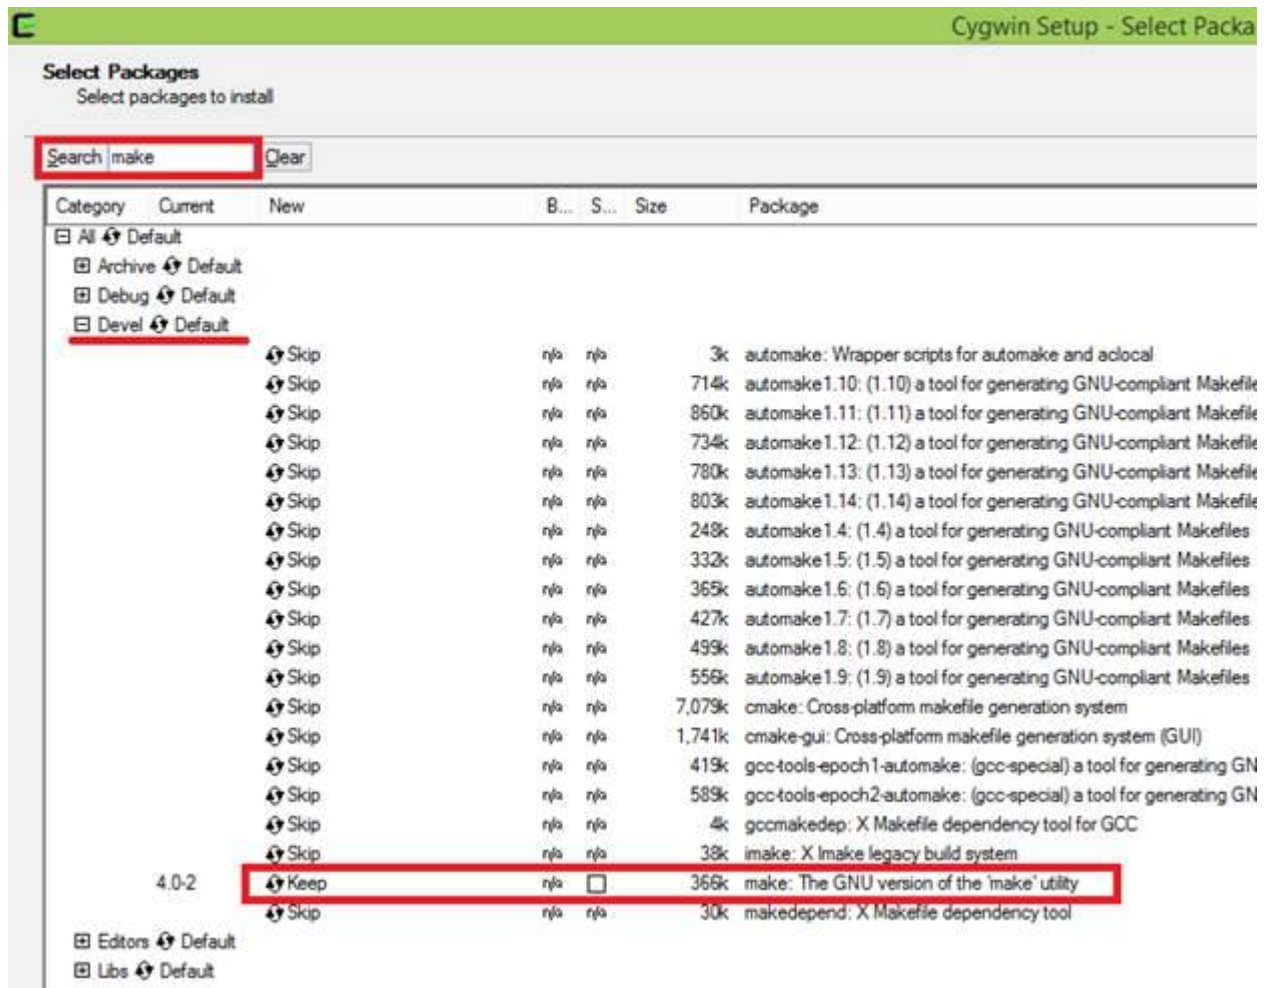 Cygwin Setup - Select Packa
Select Packages
Select packages to install
Search make Clear
Category Current New B... S... Size Package
All Default
Archive Default
Debug Default
Devel Default
Skip n/a n/a 3k automake: Wrapper scripts for automake and aclocal
Skip n/a n/a 714k automake1.10: (1.10) a tool for generating GNU-compliant Makefile
Skip n/a n/a 860k automake1.11: (1.11) a tool for generating GNU-compliant Makefile
Skip n/a n/a 734k automake1.12: (1.12) a tool for generating GNU-compliant Makefile
Skip n/a n/a 780k automake1.13: (1.13) a tool for generating GNU-compliant Makefile
Skip n/a n/a 803k automake1.14: (1.14) a tool for generating GNU-compliant Makefile
Skip n/a n/a 248k automake1.4: (1.4) a tool for generating GNU-compliant Makefiles
Skip n/a n/a 332k automake1.5: (1.5) a tool for generating GNU-compliant Makefiles
Skip n/a n/a 365k automake1.6: (1.6) a tool for generating GNU-compliant Makefiles
Skip n/a n/a 427k automake1.7: (1.7) a tool for generating GNU-compliant Makefiles
Skip n/a n/a 499k automake1.8: (1.8) a tool for generating GNU-compliant Makefiles
Skip n/a n/a 556k automake1.9: (1.9) a tool for generating GNU-compliant Makefiles
Skip n/a n/a 7,079k cmake: Cross-platform makefile generation system
Skip n/a n/a 1,741k cmake-gui: Cross-platform makefile generation system (GUI)
Skip n/a n/a 419k gcc-tools-epoch1-automake: (gcc-special) a tool for generating GN
Skip n/a n/a 589k gcc-tools-epoch2-automake: (gcc-special) a tool for generating GN
Skip n/a n/a 4k gccmakedep: X Makefile dependency tool for GCC
Skip n/a n/a 38k imake: X Imake legacy build system
4.0-2 Keep n/a 366k make: The GNU version of the 'make' utility
Skip n/a n/a 30k makedepend: X Makefile dependency tool
Editors Default
Libs Default